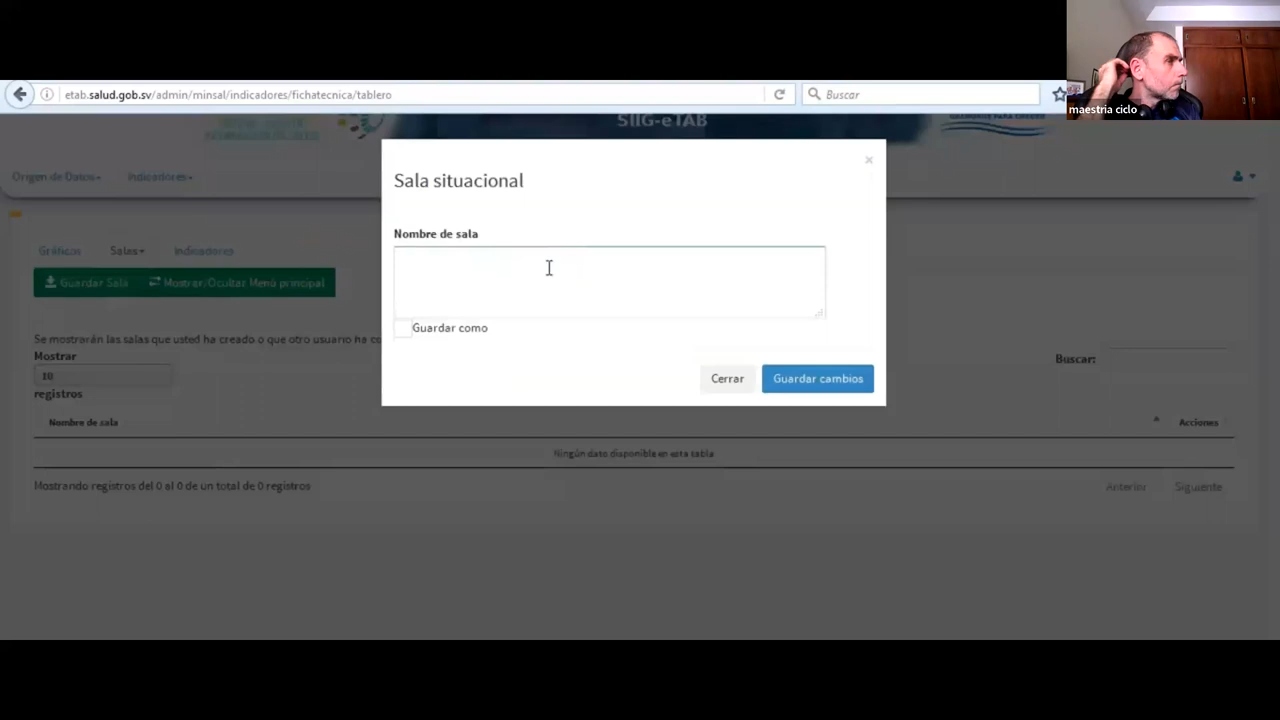 maestria ciclo
etab.salud.gob.sv/admin/minsal/indicadores/fichatecnica/tablero
Buscar
SIIG-eTAB
Origen de Datos
Indicadores
Sala situacional
×
Nombre de sala
Guardar como
Cerrar
Guardar cambios
Gráficos
Salas
Indicadores
Guardar Sala
Mostrar/Ocultar Menú principal
Se mostrarán las salas que usted ha creado o que otro usuario ha co
Mostrar
10
registros
Buscar:
Nombre de sala
Acciones
Ningún dato disponible en esta tabla
Mostrando registros del 0 al 0 de un total de 0 registros
Anterior
Siguiente